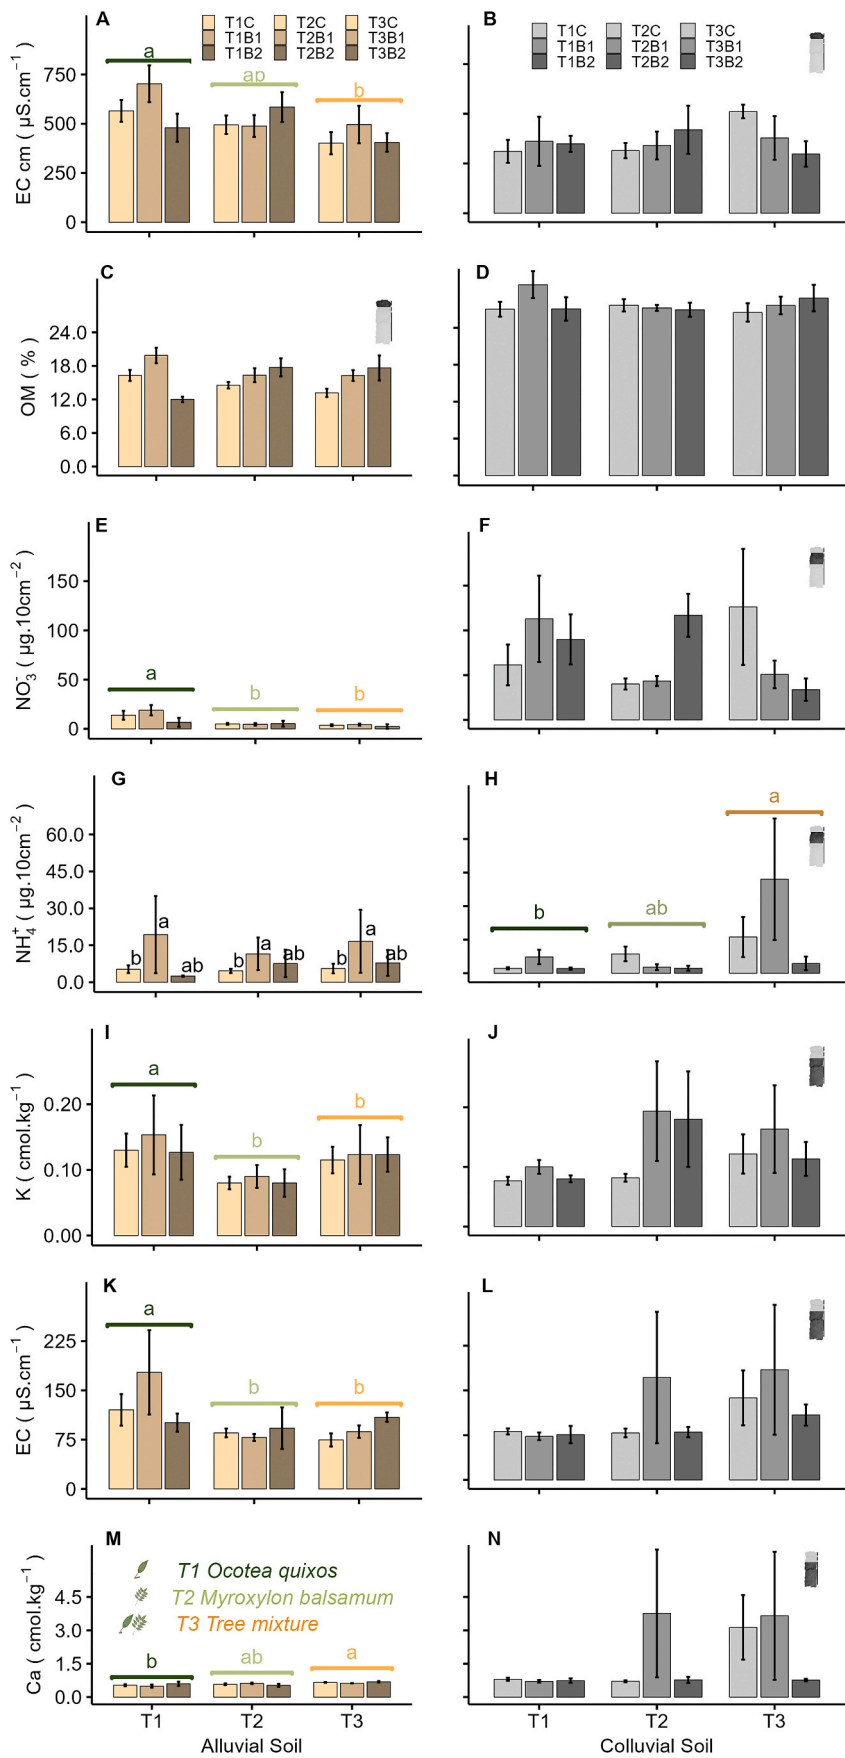 A
T1C T2C T3C
T1B1 T2B1 T3B1
T1B2 T2B2 T3B2
B
T1C T2C T3C
T1B1 T2B1 T3B1
T1B2 T2B2 T3B2
EC cm ( µS.cm⁻¹ )
750
500
250
0
a
ab
b
C
D
OM ( % )
24.0
18.0
12.0
6.0
0.0
E
F
NO₃⁻ ( µg.10cm⁻² )
150
100
50
0
a
b
b
G
H
NH₄⁺ ( µg.10cm⁻² )
60.0
45.0
30.0
15.0
0.0
b a ab
b a ab
b a ab
b
ab
a
I
J
K ( cmol.kg⁻¹ )
0.20
0.10
0.00
a
b
b
K
L
EC ( µS.cm⁻¹ )
225
150
75
0
a
b
b
M
N
T1 Ocotea quixos
T2 Myroxylon balsamum
T3 Tree mixture
Ca ( cmol.kg⁻¹ )
4.5
3.0
1.5
0.0
b
ab
a
T1 T2 T3
Alluvial Soil
T1 T2 T3
Colluvial Soil